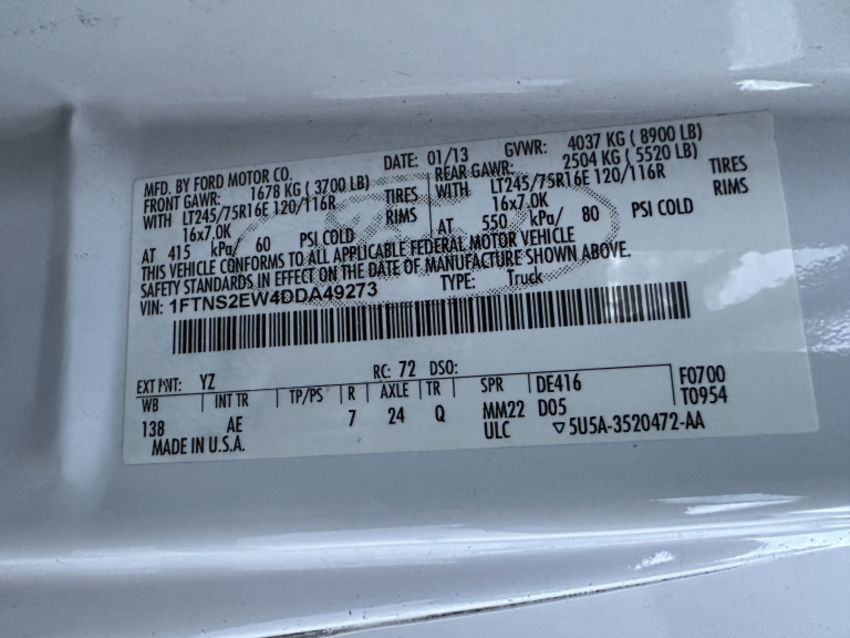 MFD. BY FORD MOTOR CO. DATE: 01/13 GVWR: 4037 KG ( 8900 LB)
FRONT GAWR: 1678 KG ( 3700 LB) REAR GAWR: 2504 KG ( 5520 LB)
WITH LT245/75R16E 120/116R TIRES WITH LT245/75R16E 120/116R TIRES
16x7.0K RIMS 16x7.0K RIMS
AT 415 kPa/ 60 PSI COLD AT 550 kPa/ 80 PSI COLD
THIS VEHICLE CONFORMS TO ALL APPLICABLE FEDERAL MOTOR VEHICLE
SAFETY STANDARDS IN EFFECT ON THE DATE OF MANUFACTURE SHOWN ABOVE.
VIN: 1FTNS2EW4DDA49273 TYPE: Truck
EXT PNT: YZ RC: 72 DSO:
WB INT TR TP/PS R AXLE TR SPR DE416 F0700
138 AE 7 24 Q MM22 D05 T0954
MADE IN U.S.A. ULC ▽5U5A-3520472-AA